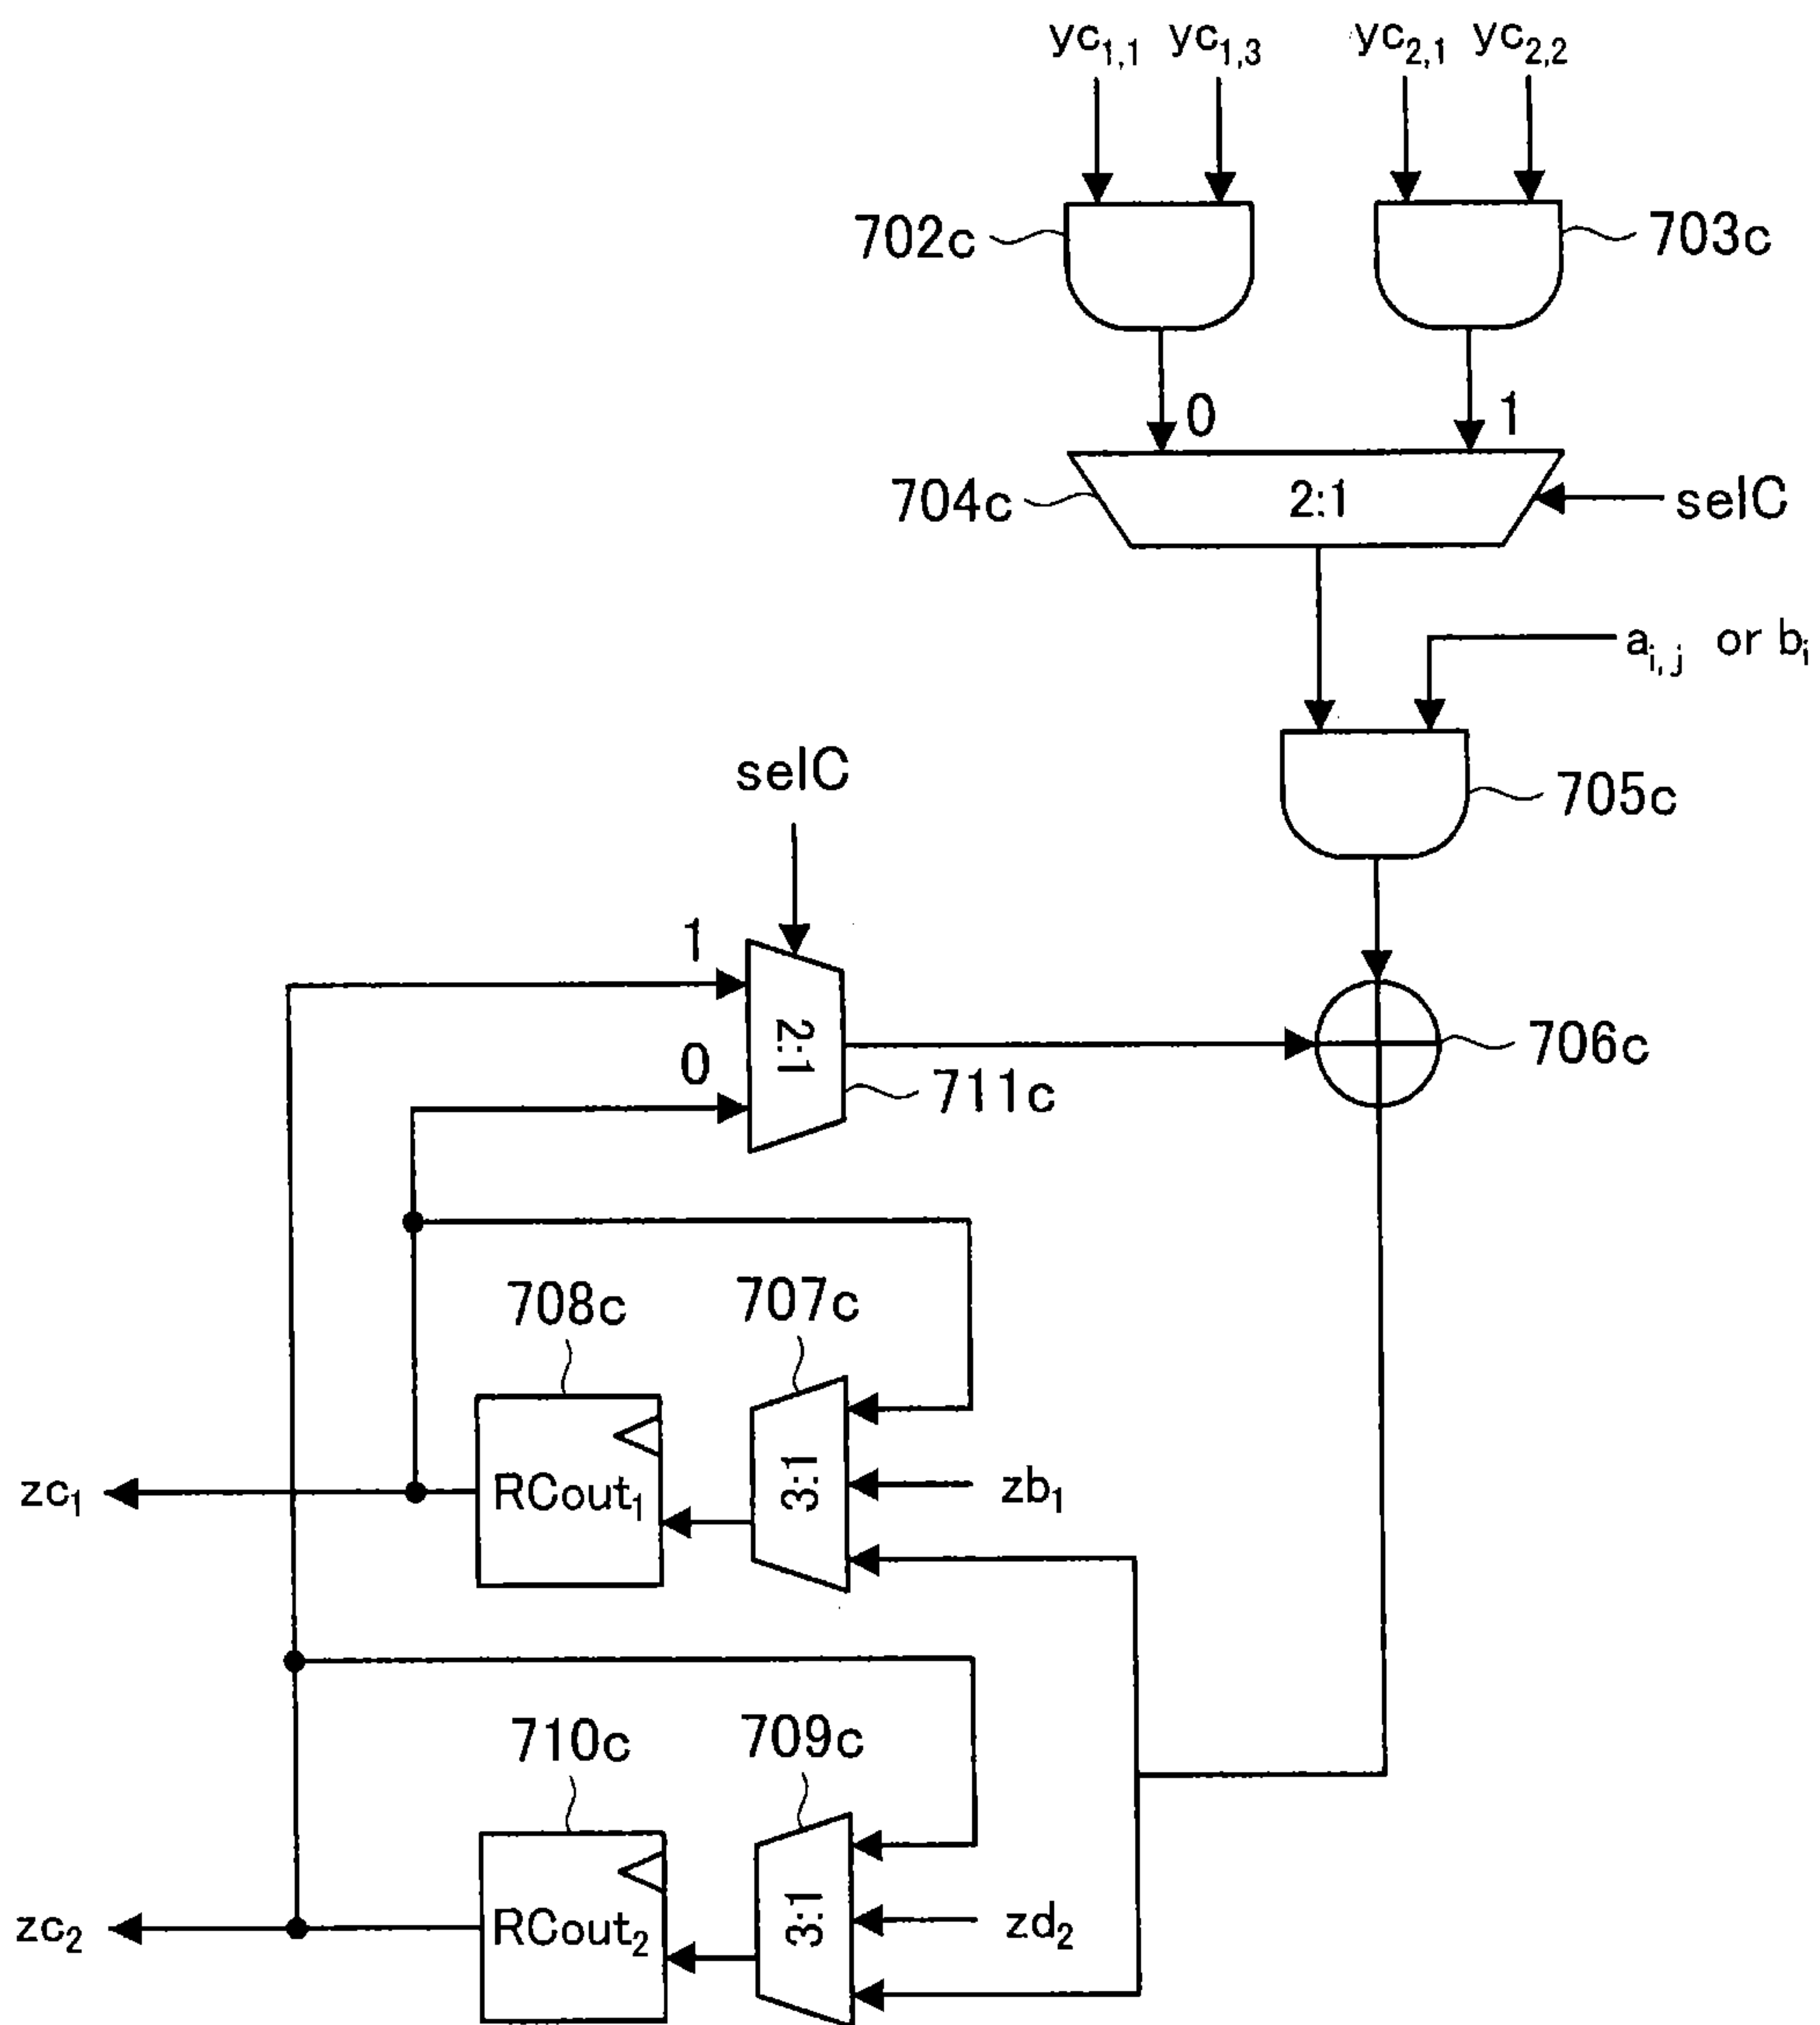 yc1,1 yc1,3 yc2,1 yc2,2
702c
703c
0
1
704c
2:1
selC
ai,j or bi
selC
705c
1
2:1
0
706c
711c
708c
707c
RCout1
3:1
zb1
zc1
710c
709c
RCout2
3:1
zd2
zc2